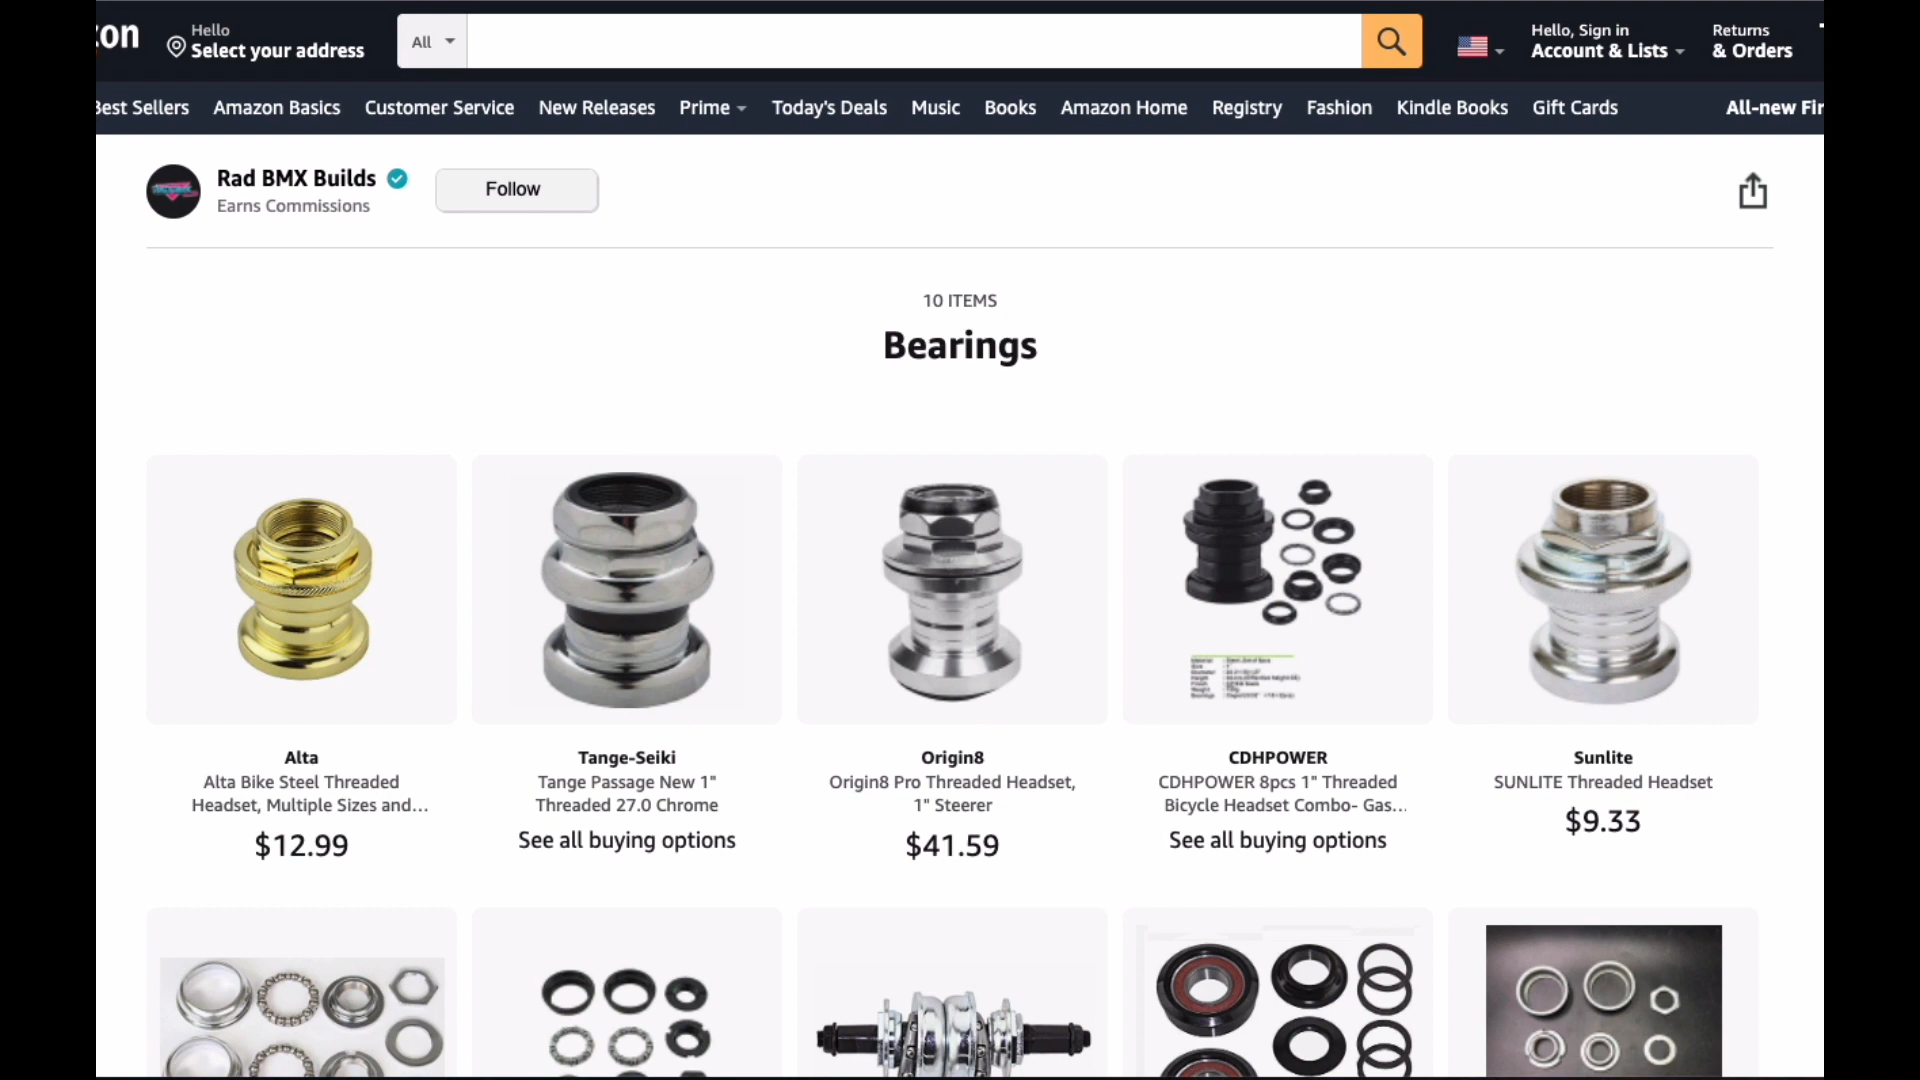 on
Hello
Select your address
All
Hello, Sign in
Account & Lists
Returns
& Orders
Best Sellers
Amazon Basics
Customer Service
New Releases
Prime
Today's Deals
Music
Books
Amazon Home
Registry
Fashion
Kindle Books
Gift Cards
All-new Fir
Rad BMX Builds
Earns Commissions
Follow
10 ITEMS
Bearings
Alta
Alta Bike Steel Threaded
Headset, Multiple Sizes and...
$12.99
Tange-Seiki
Tange Passage New 1"
Threaded 27.0 Chrome
See all buying options
Origin8
Origin8 Pro Threaded Headset,
1" Steerer
$41.59
CDHPOWER
CDHPOWER 8pcs 1" Threaded
Bicycle Headset Combo- Gas...
See all buying options
Sunlite
SUNLITE Threaded Headset
$9.33